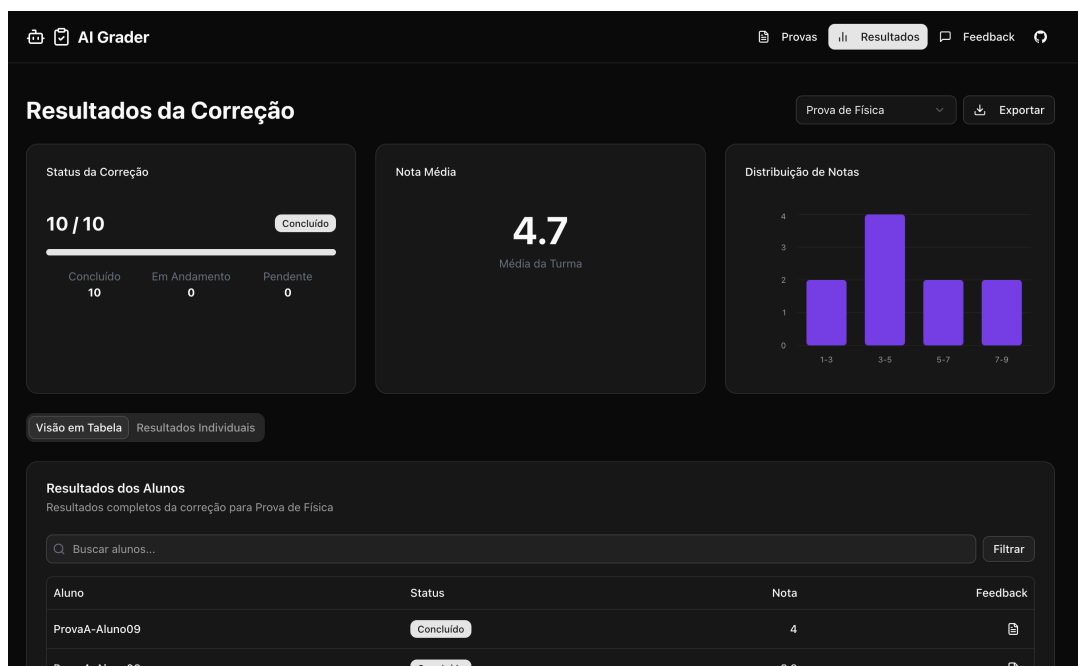 AI Grader
Provas
Resultados
Feedback
Resultados da Correção
Prova de Física
Exportar
Status da Correção
10 / 10
Concluído
Concluído Em Andamento Pendente
10 0 0
Nota Média
4.7
Média da Turma
Distribuição de Notas
4
3
2
1
0
1-3 3-5 5-7 7-9
Visão em Tabela Resultados Individuais
Resultados dos Alunos
Resultados completos da correção para Prova de Física
Buscar alunos...
Filtrar
Aluno Status Nota Feedback
ProvaA-Aluno09 Concluído 4